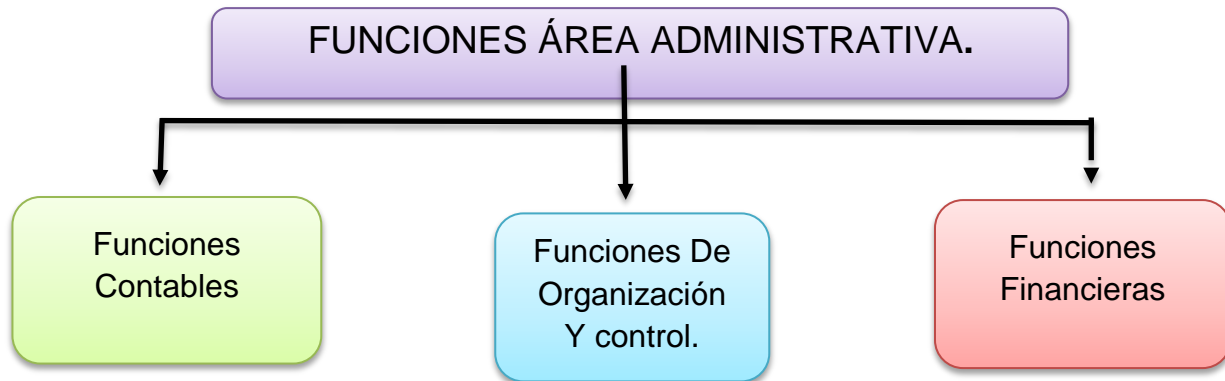 FUNCIONES ÁREA ADMINISTRATIVA.
Funciones
Contables
Funciones De
Organización
Y control.
Funciones
Financieras